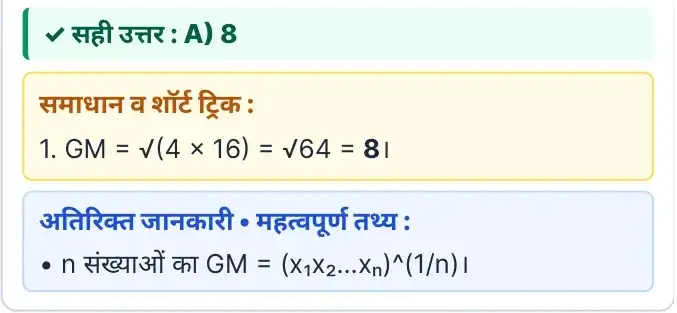 ✓ सही उत्तर : A) 8
समाधान व शॉर्ट ट्रिक :
1. GM = √(4 × 16) = √64 = 8।
अतिरिक्त जानकारी • महत्वपूर्ण तथ्य :
• n संख्याओं का GM = (x₁x₂...xₙ)^(1/n)।